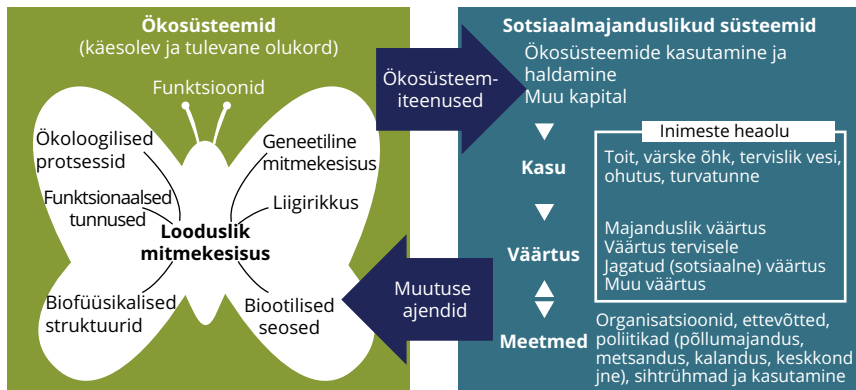 Ökosüsteemid
(käesolev ja tulevane olukord)
Funktsioonid
Ökoloogilised
protsessid
Geneetiline
mitmekesisus
Funktsionaalsed
tunnused
Liigirikkus
Looduslik
mitmekesisus
Biofüüsikalised
struktuurid
Biootilised
seosed
Ökosüsteem-
iteenused
Muutuse
ajendid
Sotsiaalmajanduslikud süsteemid
Ökosüsteemide kasutamine ja
haldamine
Muu kapital
Inimeste heaolu
Kasu
Toit, värske õhk, tervislik vesi,
ohutus, turvatunne
Väärtus
Majanduslik väärtus
Väärtus tervisele
Jagatud (sotsiaalne) väärtus
Muu väärtus
Meetmed
Organisatsioonid, ettevõtted,
poliitikad (põllumajandus,
metsandus, kalandus, keskkond
jne), sihtrühmad ja kasutamine